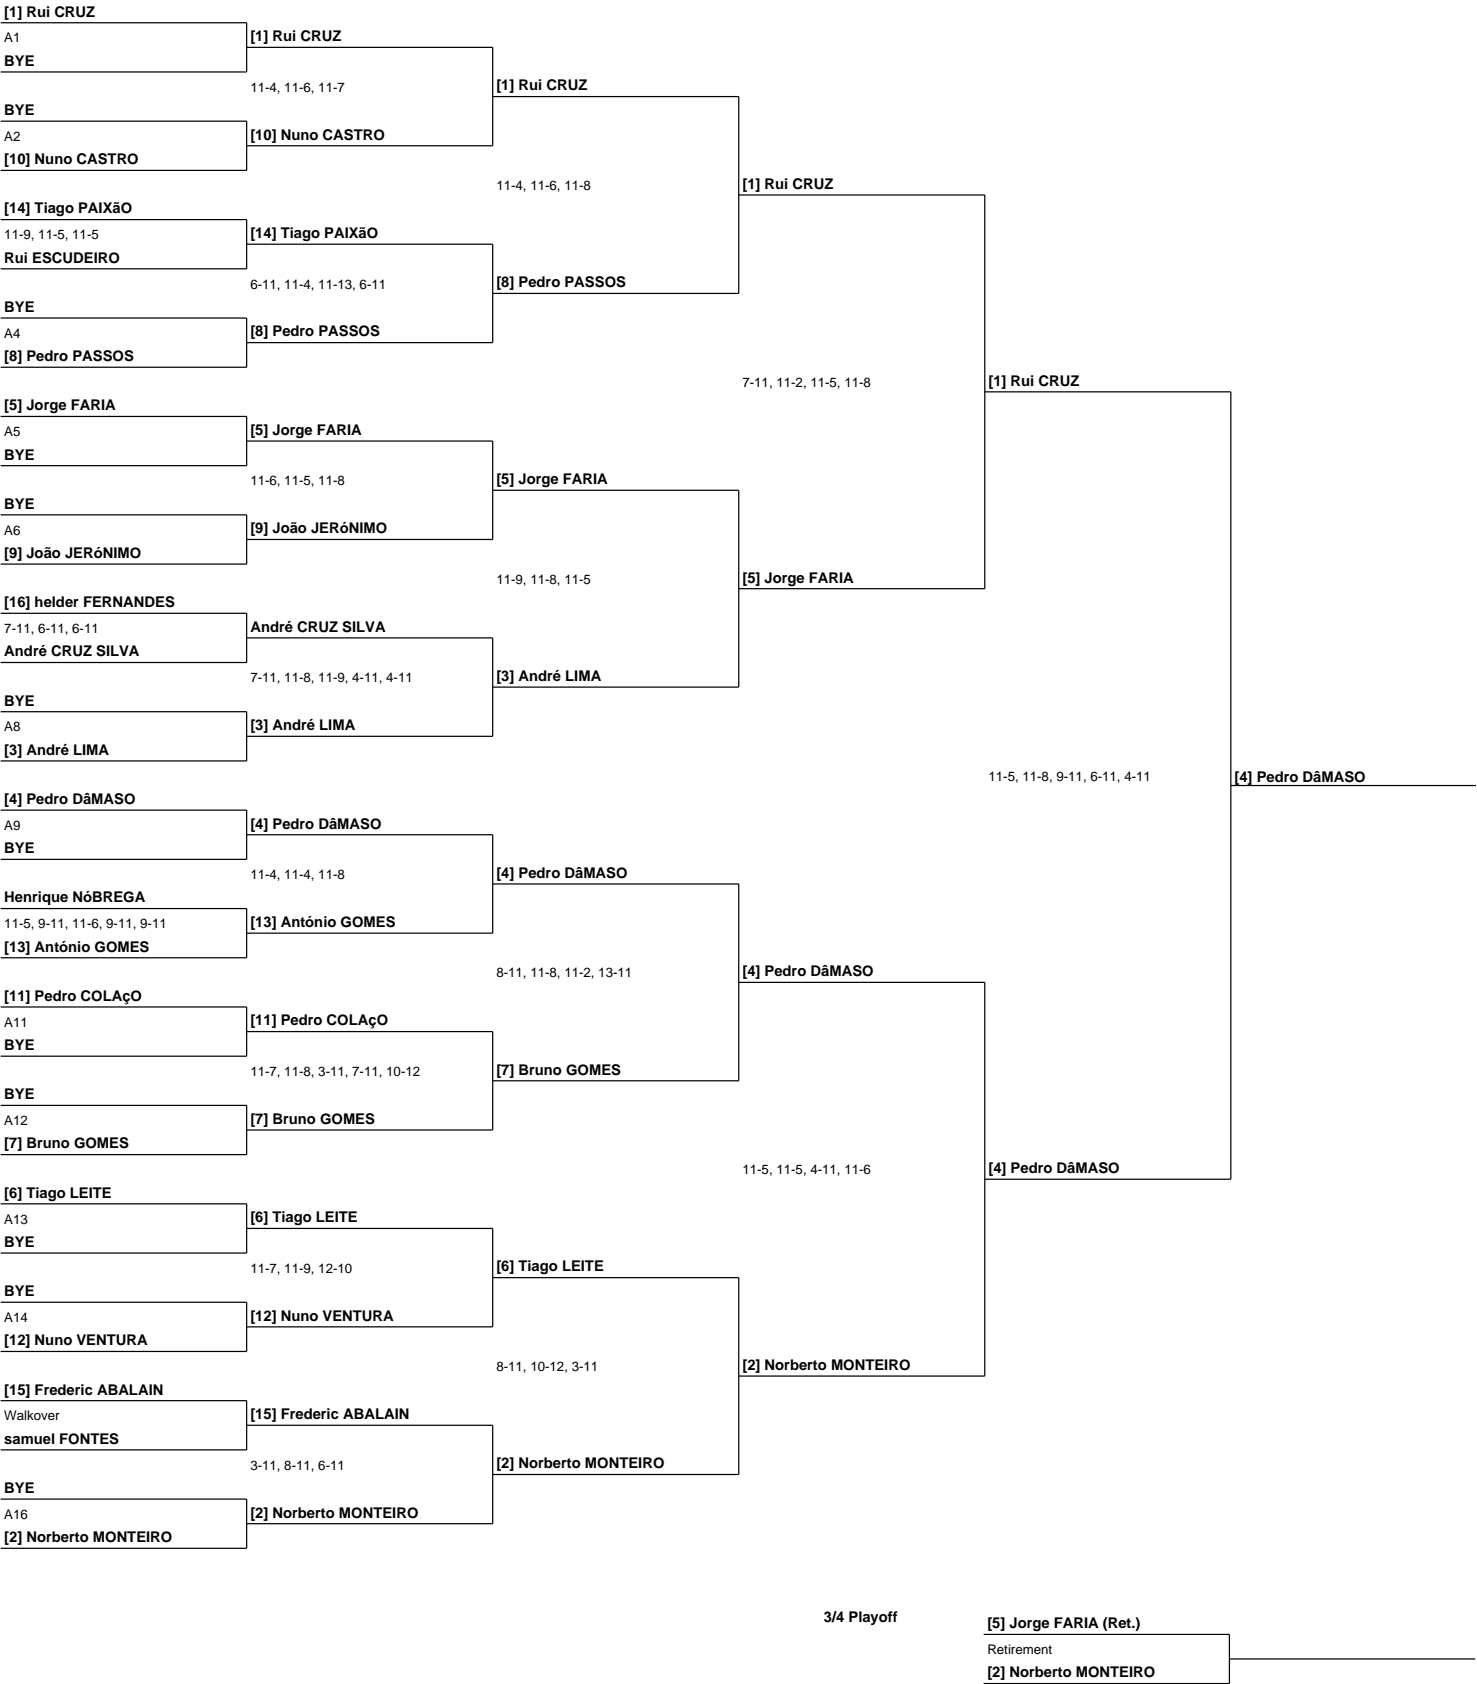 [1] Rui CRUZ
A1
BYE
BYE
A2
[10] Nuno CASTRO
[14] Tiago PAIXãO
11-9, 11-5, 11-5
Rui ESCUDEIRO
BYE
A4
[8] Pedro PASSOS
[5] Jorge FARIA
A5
BYE
BYE
A6
[9] João JERóNIMO
[16] helder FERNANDES
7-11, 6-11, 6-11
André CRUZ SILVA
BYE
A8
[3] André LIMA
[4] Pedro DâMASO
A9
BYE
Henrique NóBREGA
11-5, 9-11, 11-6, 9-11, 9-11
[13] António GOMES
[11] Pedro COLAçO
A11
BYE
BYE
A12
[7] Bruno GOMES
[6] Tiago LEITE
A13
BYE
BYE
A14
[12] Nuno VENTURA
[15] Frederic ABALAIN
Walkover
samuel FONTES
BYE
A16
[2] Norberto MONTEIRO
[1] Rui CRUZ
11-4, 11-6, 11-7
[10] Nuno CASTRO
[14] Tiago PAIXãO
6-11, 11-4, 11-13, 6-11
[8] Pedro PASSOS
[5] Jorge FARIA
11-6, 11-5, 11-8
[9] João JERóNIMO
André CRUZ SILVA
7-11, 11-8, 11-9, 4-11, 4-11
[3] André LIMA
[4] Pedro DâMASO
11-4, 11-4, 11-8
[13] António GOMES
[11] Pedro COLAçO
11-7, 11-8, 3-11, 7-11, 10-12
[7] Bruno GOMES
[6] Tiago LEITE
11-7, 11-9, 12-10
[12] Nuno VENTURA
[15] Frederic ABALAIN
3-11, 8-11, 6-11
[2] Norberto MONTEIRO
[1] Rui CRUZ
11-4, 11-6, 11-8
[8] Pedro PASSOS
[5] Jorge FARIA
11-9, 11-8, 11-5
[3] André LIMA
[4] Pedro DâMASO
8-11, 11-8, 11-2, 13-11
[7] Bruno GOMES
[6] Tiago LEITE
8-11, 10-12, 3-11
[2] Norberto MONTEIRO
[1] Rui CRUZ
7-11, 11-2, 11-5, 11-8
[5] Jorge FARIA
[4] Pedro DâMASO
11-5, 11-5, 4-11, 11-6
[2] Norberto MONTEIRO
[1] Rui CRUZ
11-5, 11-8, 9-11, 6-11, 4-11
[4] Pedro DâMASO
[4] Pedro DâMASO
3/4 Playoff
[5] Jorge FARIA (Ret.)
Retirement
[2] Norberto MONTEIRO